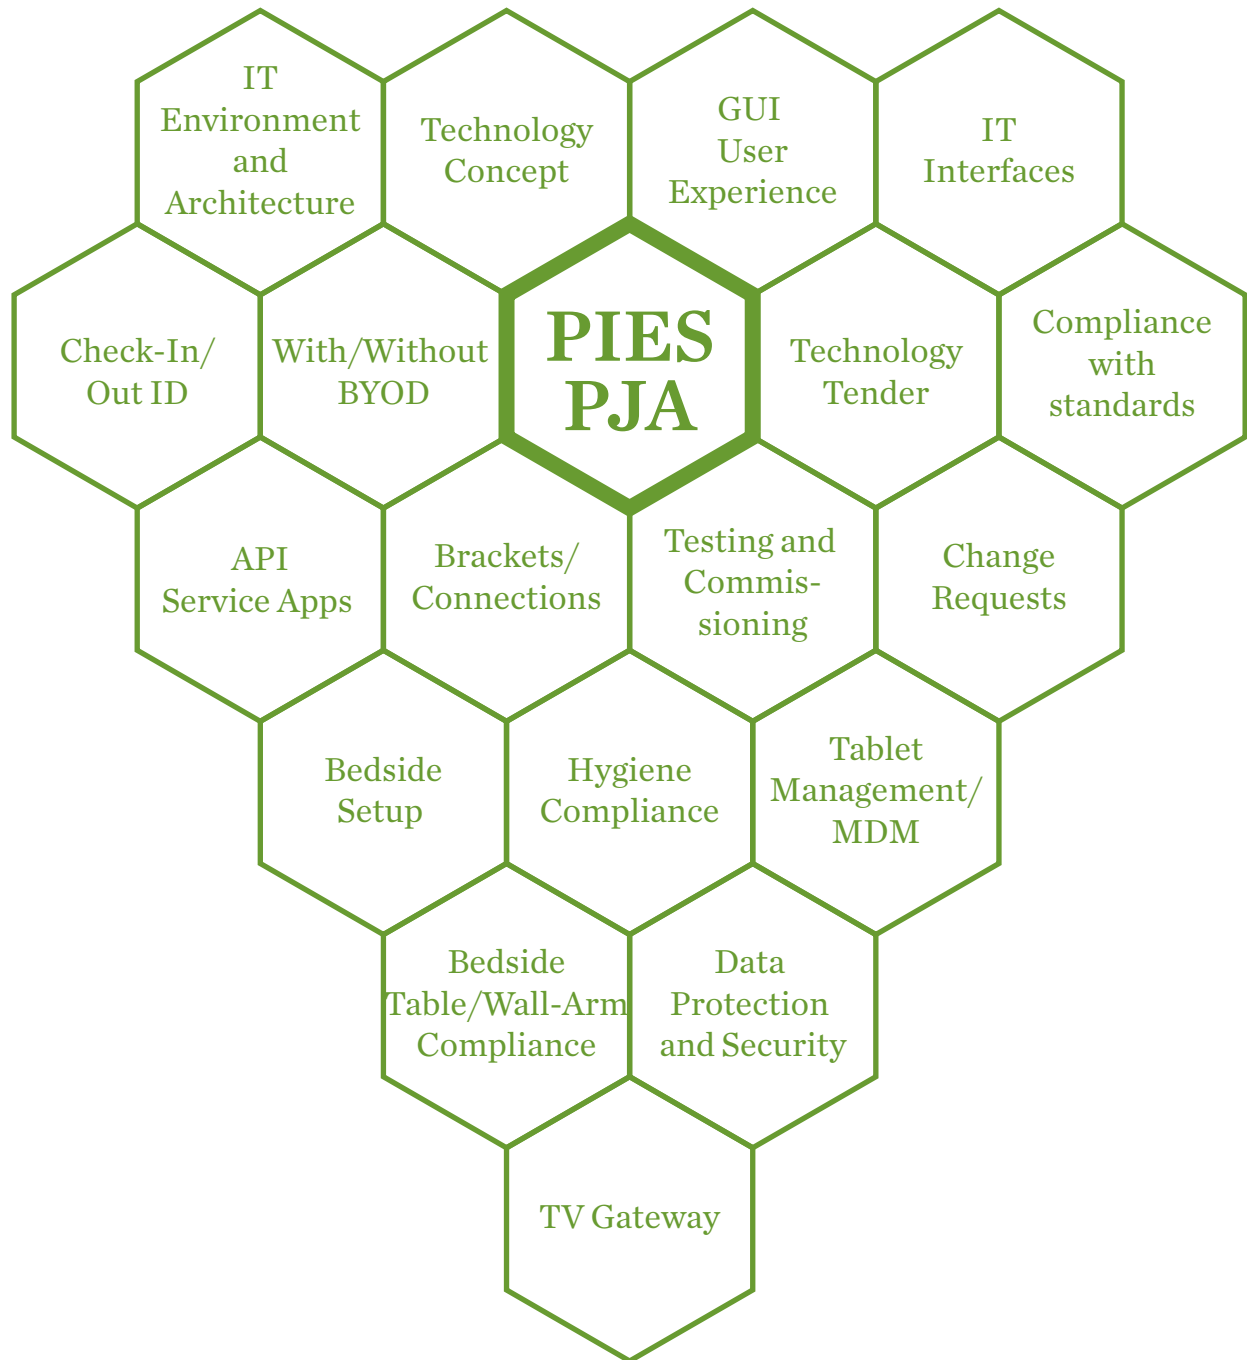 IT
Environment
and
Architecture
Technology
Concept
GUI
User
Experience
IT
Interfaces
Check-In/
Out ID
With/Without
BYOD
PIES
PJA
Technology
Tender
Compliance
with
standards
API
Service Apps
Brackets/
Connections
Testing and
Commis-
sioning
Change
Requests
Bedside
Setup
Hygiene
Compliance
Tablet
Management/
MDM
Bedside
Table/Wall-Arm
Compliance
Data
Protection
and Security
TV Gateway